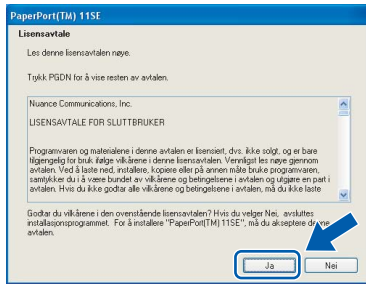 PaperPort(TM) 11SE
Lisensavtale
Les denne lisensavtalen nøye.
Trykk PGDN for å vise resten av avtalen.
Nuance Communications, Inc.
LISENSAVTALE FOR SLUTTBRUKER
Programvaren og materialene i denne avtalen er lisensiert, dvs. ikke solgt, og er bare
tilgjengelig for bruk ifølge vilkårene i denne lisensavtalen. Vennligst les nøye gjennom
avtalen. Ved å laste ned, installere, kopiere eller på annen måte bruke programvaren,
samtykker du i å være bundet av vilkårene og betingelsene i avtalen og utgjøre en part i
avtalen. Hvis du ikke godtar alle vilkårene og betingelsene i avtalen, må du ikke laste
Godtar du vilkårene i den ovenstående lisensavtalen? Hvis du velger Nei, avsluttes
installasjonsprogrammet. For å installere "PaperPort(TM) 11SE", må du akseptere denne
avtalen.
Ja
Nei